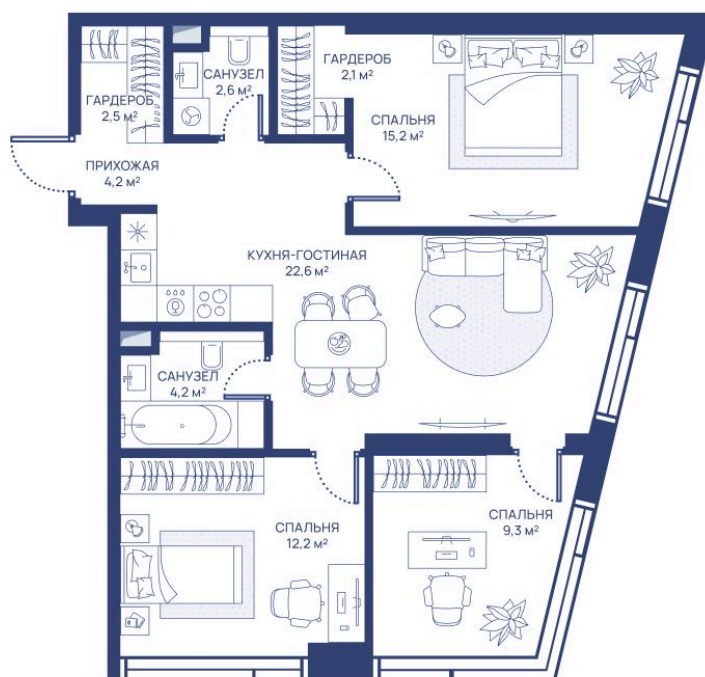 ГАРДЕРОБ
2,5 м²
САНУЗЕЛ
2,6 м²
ГАРДЕРОБ
2,1 м²
СПАЛЬНЯ
15,2 м²
ПРИХОЖАЯ
4,2 м²
КУХНЯ-ГОСТИНАЯ
22,6 м²
САНУЗЕЛ
4,2 м²
СПАЛЬНЯ
12,2 м²
СПАЛЬНЯ
9,3 м²